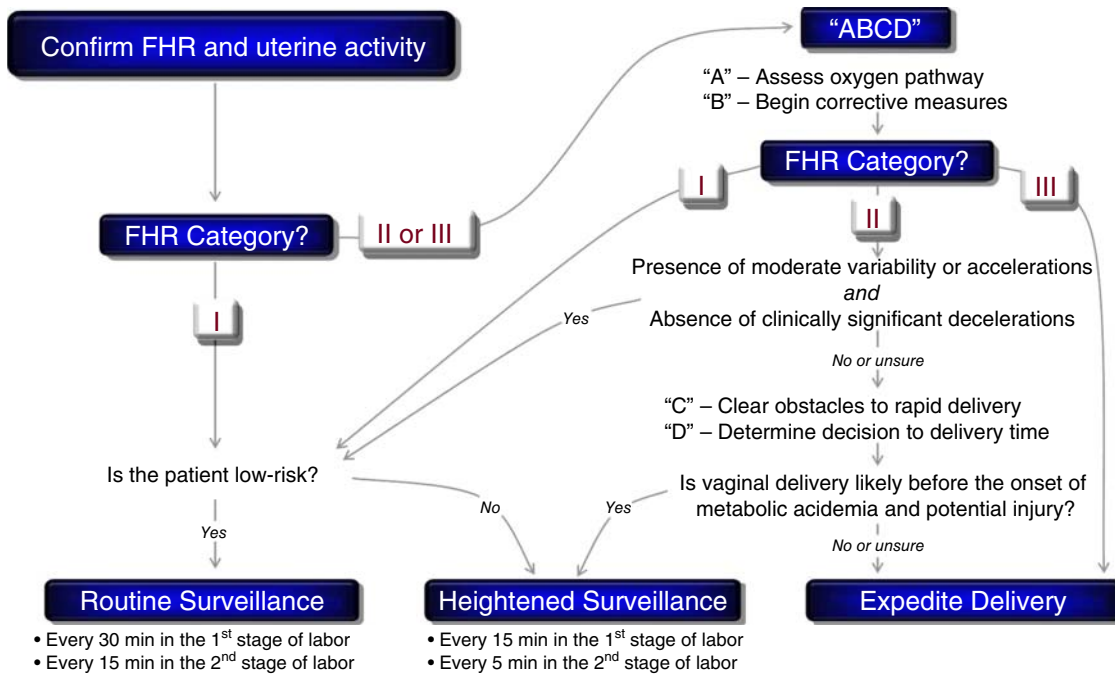 Confirm FHR and uterine activity
"ABCD"
"A" – Assess oxygen pathway
"B" – Begin corrective measures
FHR Category?
I
II
III
FHR Category?
II or III
I
Presence of moderate variability or accelerations
and
Absence of clinically significant decelerations
Yes
No or unsure
"C" – Clear obstacles to rapid delivery
"D" – Determine decision to delivery time
Is the patient low-risk?
Is vaginal delivery likely before the onset of
metabolic acidemia and potential injury?
Yes
No
Yes
No or unsure
Routine Surveillance
• Every 30 min in the 1st stage of labor
• Every 15 min in the 2nd stage of labor
Heightened Surveillance
• Every 15 min in the 1st stage of labor
• Every 5 min in the 2nd stage of labor
Expedite Delivery